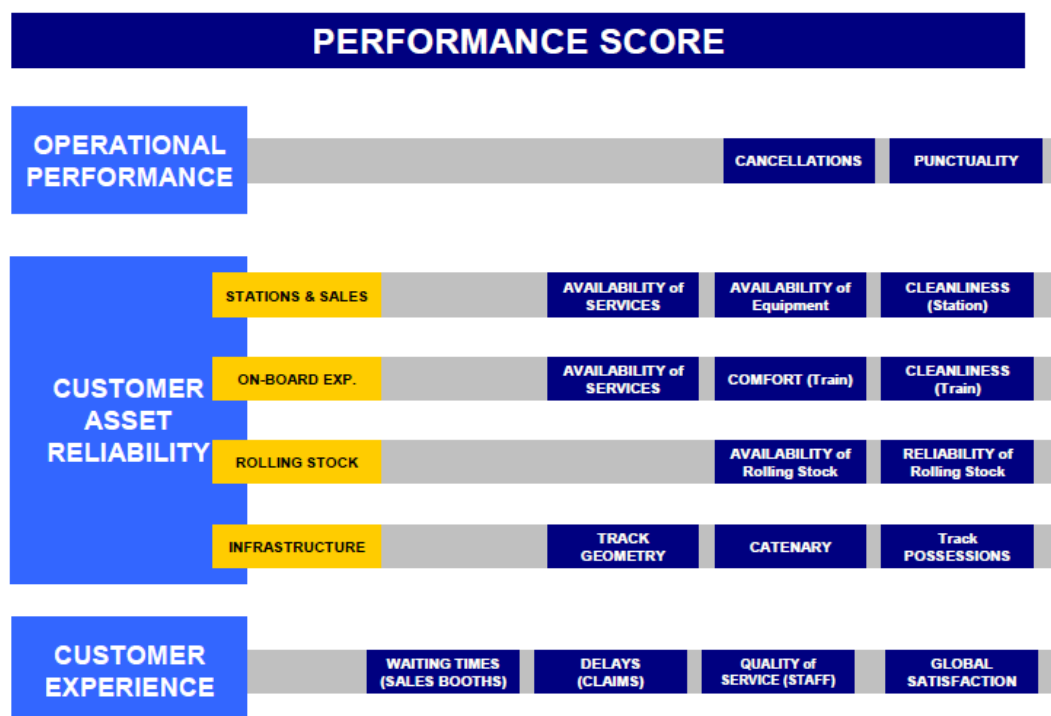 PERFORMANCE SCORE
OPERATIONAL
PERFORMANCE
CANCELLATIONS
PUNCTUALITY
CUSTOMER
ASSET
RELIABILITY
STATIONS & SALES
AVAILABILITY of
SERVICES
AVAILABILITY of
Equipment
CLEANLINESS
(Station)
ON-BOARD EXP.
AVAILABILITY of
SERVICES
COMFORT (Train)
CLEANLINESS
(Train)
ROLLING STOCK
AVAILABILITY of
Rolling Stock
RELIABILITY of
Rolling Stock
INFRASTRUCTURE
TRACK
GEOMETRY
CATENARY
Track
POSSESSIONS
CUSTOMER
EXPERIENCE
WAITING TIMES
(SALES BOOTHS)
DELAYS
(CLAIMS)
QUALITY of
SERVICE (STAFF)
GLOBAL
SATISFACTION